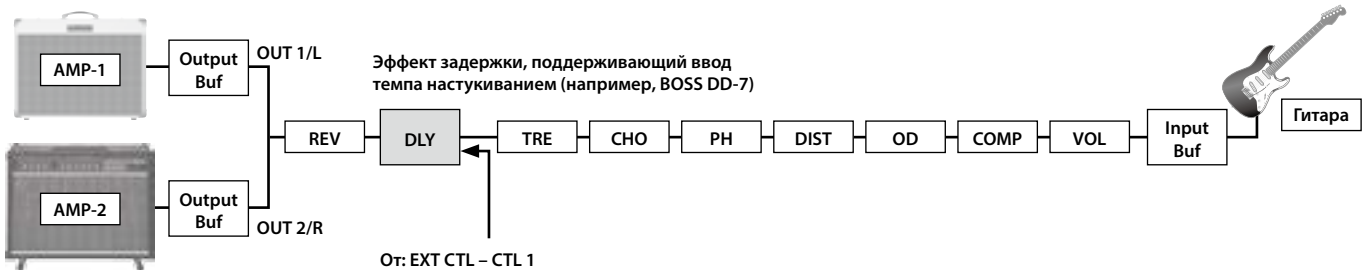 OUT 1/L
AMP-1
Output
Buf
Эффект задержки, поддерживающий ввод
темпа настукиванием (например, BOSS DD-7)
Гитара
REV
DLY
TRE
CHO
PH
DIST
OD
COMP
VOL
Input
Buf
AMP-2
Output
Buf
OUT 2/R
От: EXT CTL – CTL 1